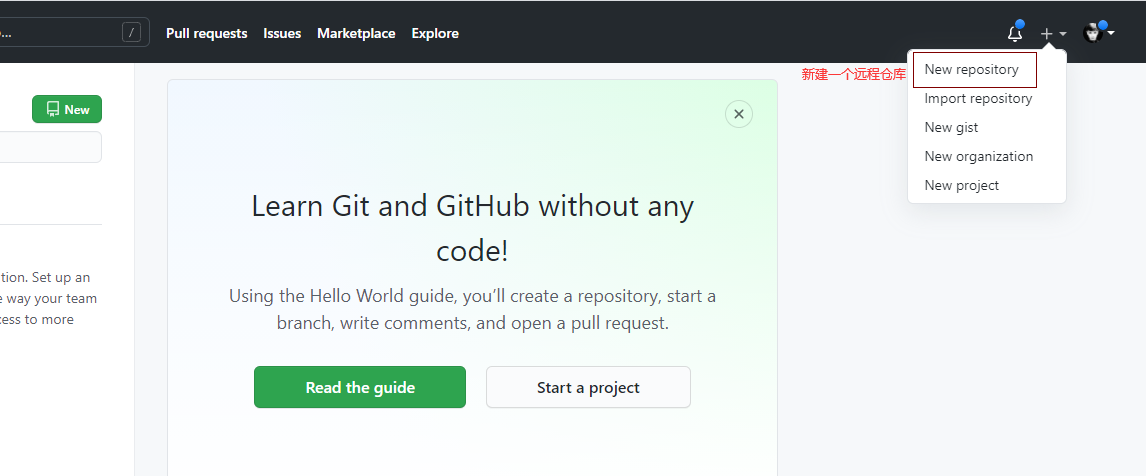 ... / Pull requests Issues Marketplace Explore
新建一个远程仓库
New repository
Import repository
New gist
New organization
New project
New
tion. Set up an
way your team
cess to more
Learn Git and GitHub without any
code!
Using the Hello World guide, you’ll create a repository, start a
branch, write comments, and open a pull request.
Read the guide
Start a project